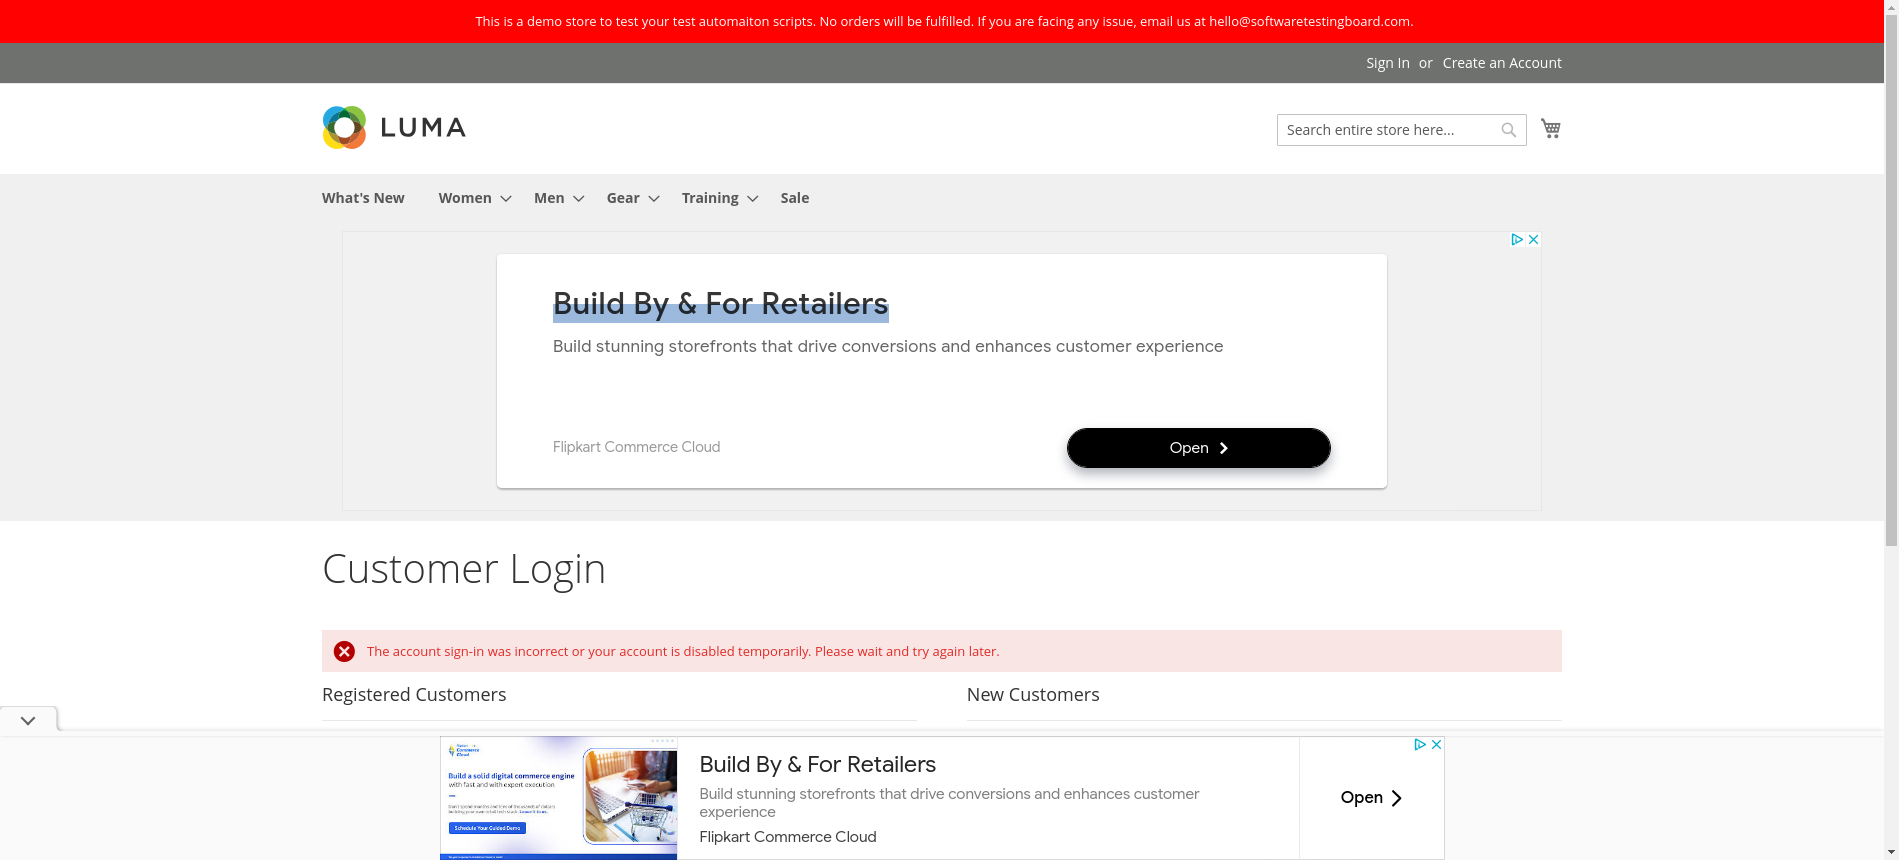 This is a demo store to test your test automaiton scripts. No orders will be fulfilled. If you are facing any issue, email us at hello@softwaretestingboard.com.
Sign In or Create an Account
LUMA
Search entire store here...
What's New Women Men Gear Training Sale
Build By & For Retailers
Build stunning storefronts that drive conversions and enhances customer experience
Flipkart Commerce Cloud
Open
Customer Login
The account sign-in was incorrect or your account is disabled temporarily. Please wait and try again later.
Registered Customers
New Customers
Commerce
Cloud
Build a solid digital commerce engine
with fast and with expert execution
Schedule Your Guided Demo
Build By & For Retailers
Build stunning storefronts that drive conversions and enhances customer
experience
Flipkart Commerce Cloud
Open